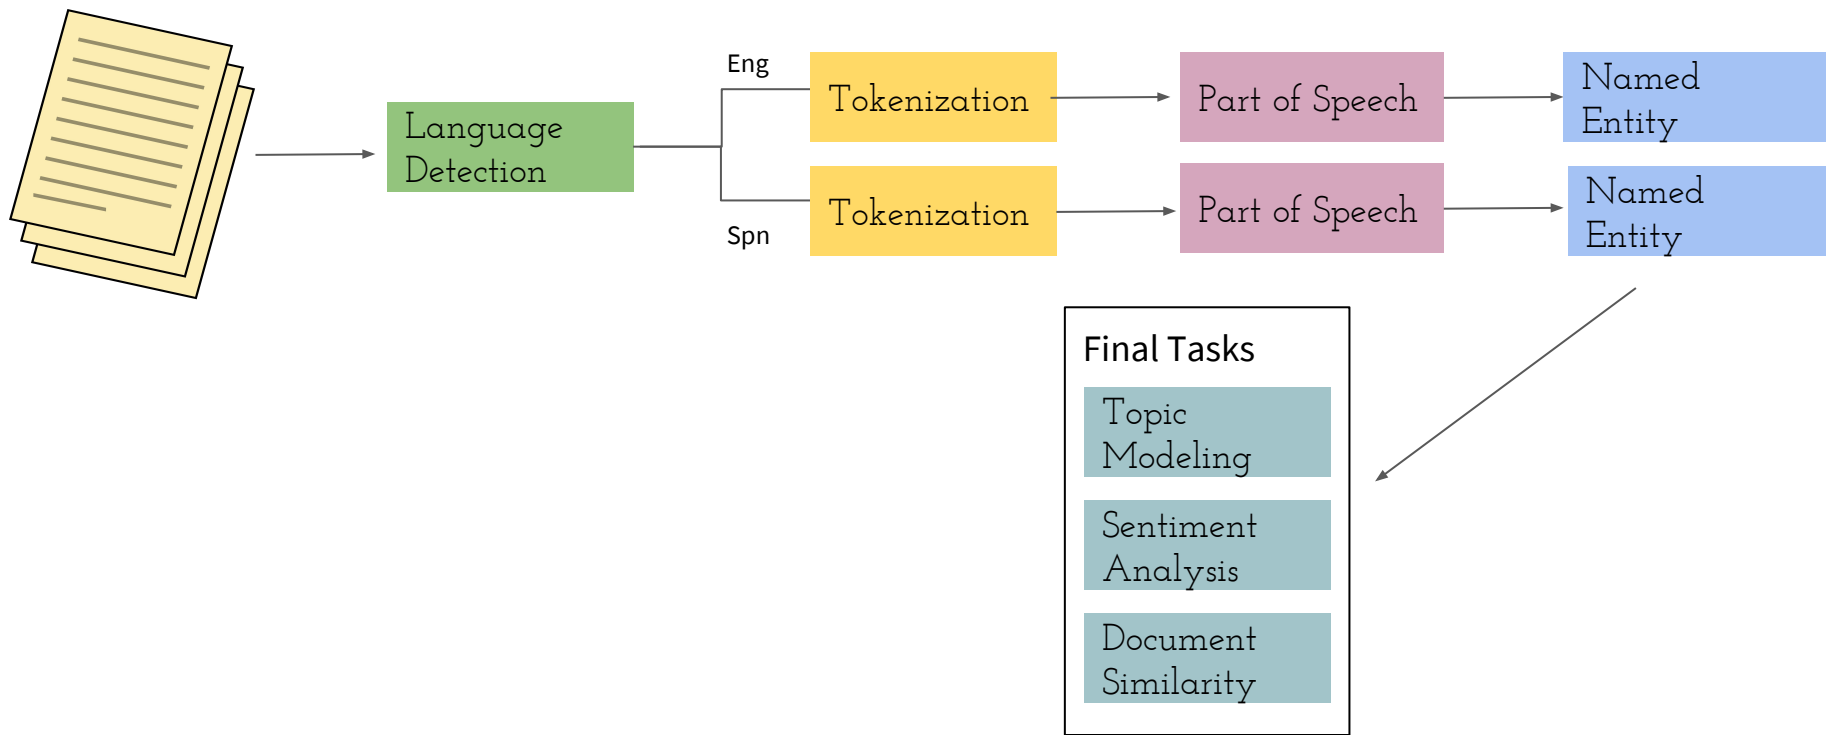 Language
Detection
Eng
Tokenization
Part of Speech
Named
Entity
Spn
Tokenization
Part of Speech
Named
Entity
Final Tasks
Topic
Modeling
Sentiment
Analysis
Document
Similarity